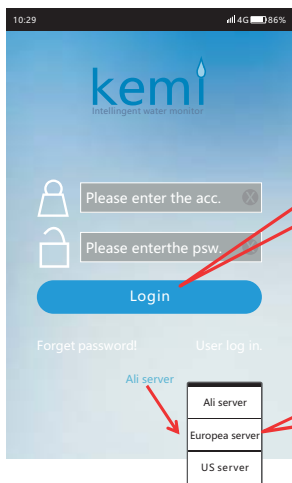 10:29 4G 86%
kemi
Intellingent water monitor
Please enter the acc.
Please enterthe psw.
Login
Forget password! User log in.
Ali server
Ali server
Europea server
US server